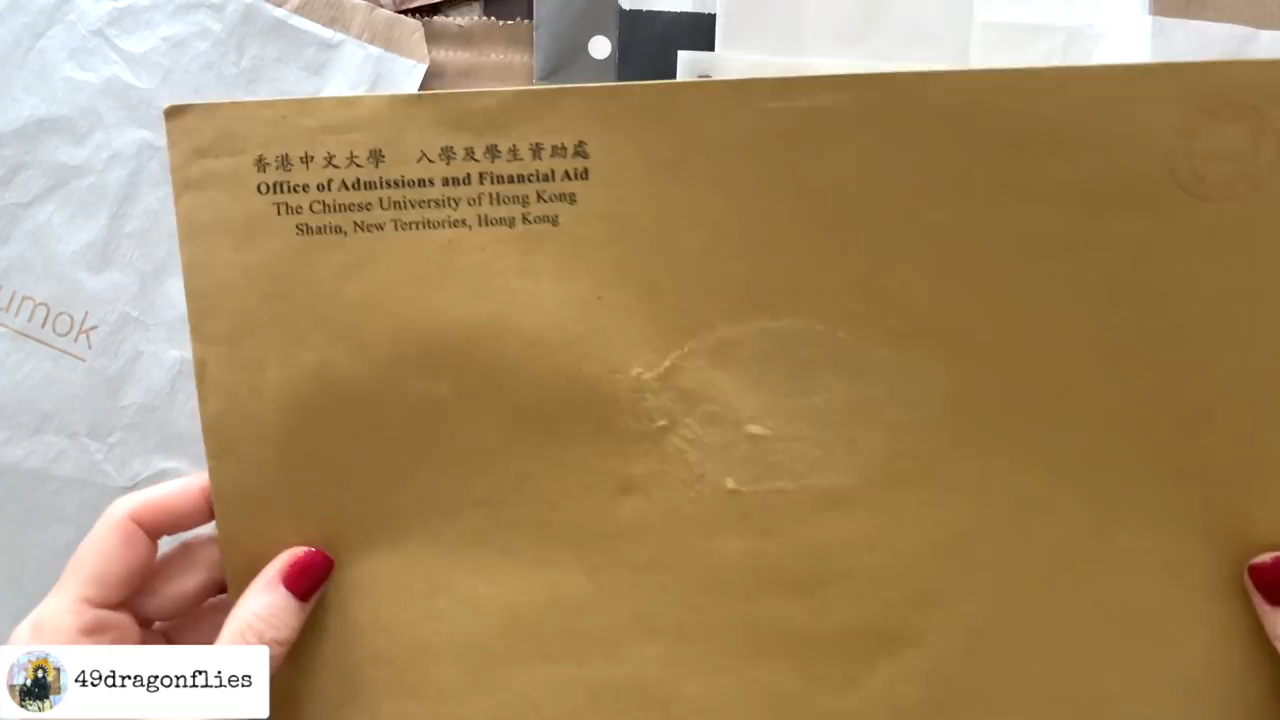 香港中文大學 入學及學生資助處
Office of Admissions and Financial Aid
The Chinese University of Hong Kong
Shatin, New Territories, Hong Kong
umok
49dragonflies